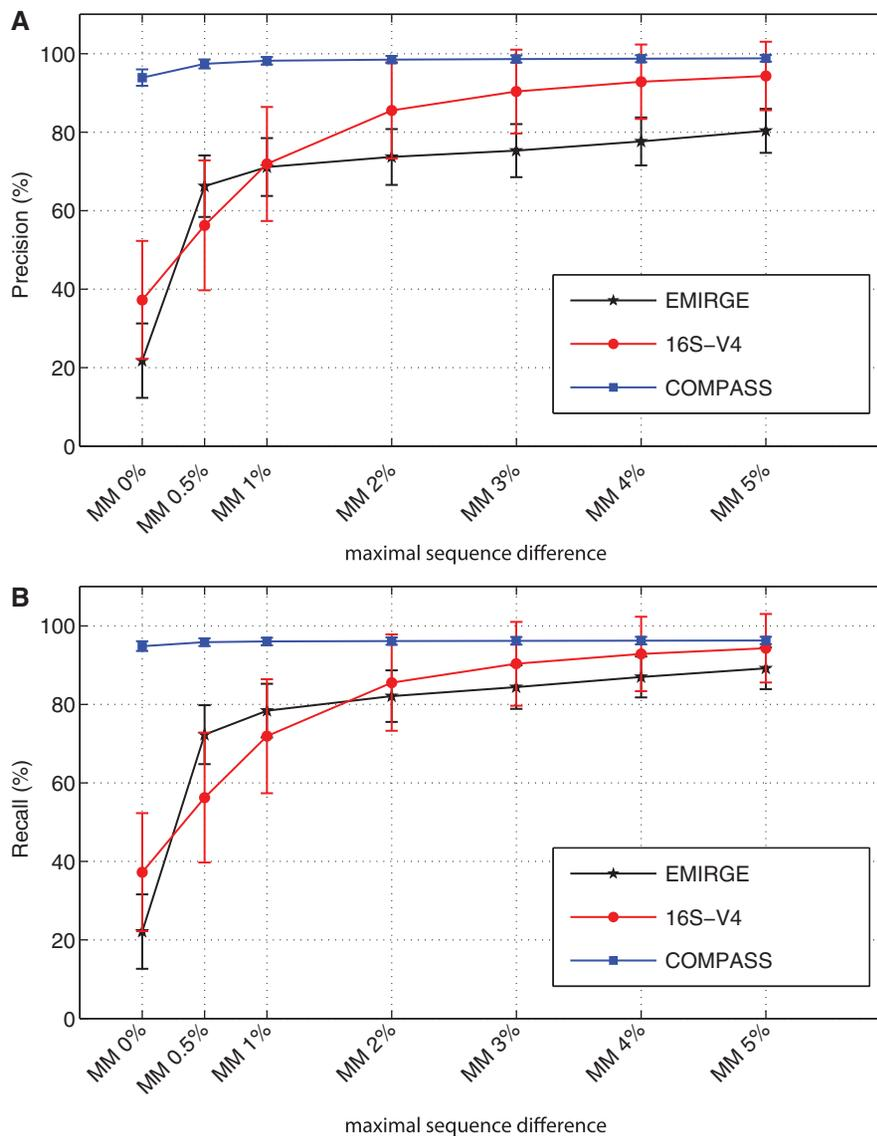 A
Precision (%)
100
80
60
40
20
0
EMIRGE
16S−V4
COMPASS
MM 0%
MM 0.5%
MM 1%
MM 2%
MM 3%
MM 4%
MM 5%
maximal sequence difference
B
Recall (%)
100
80
60
40
20
0
EMIRGE
16S−V4
COMPASS
MM 0%
MM 0.5%
MM 1%
MM 2%
MM 3%
MM 4%
MM 5%
maximal sequence difference